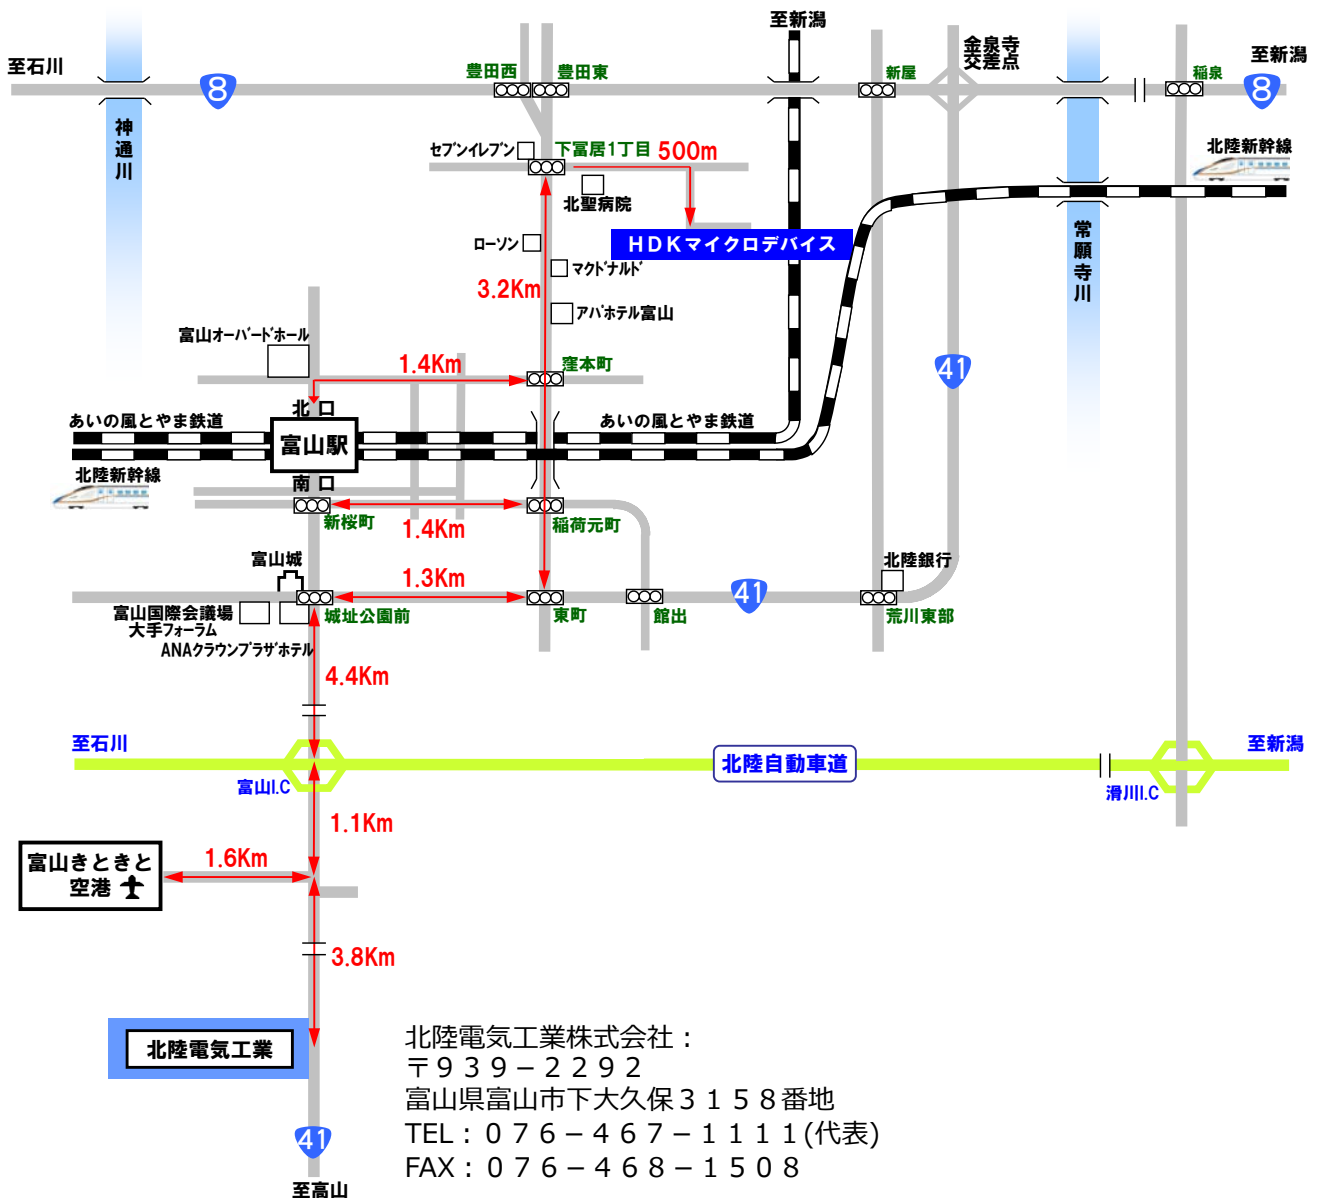 至新潟
金泉寺
交差点
至石川
8
豊田西
豊田東
新屋
稲泉
至新潟
8
神通川
セブンイレブン
下冨居1丁目
500m
北陸新幹線
北聖病院
常願寺川
ローソン
HDKマイクロデバイス
マクドナルド
3.2Km
アパホテル富山
富山オーバードホール
1.4Km
窪本町
41
北口
あいの風とやま鉄道
富山駅
あいの風とやま鉄道
北陸新幹線
南口
新桜町
1.4Km
稲荷元町
富山城
1.3Km
北陸銀行
41
富山国際会議場
大手フォーラム
城址公園前
東町
館出
荒川東部
ANAクラウンプラザホテル
4.4Km
至石川
北陸自動車道
至新潟
富山I.C
滑川I.C
1.1Km
富山きときと
空港
1.6Km
3.8Km
北陸電気工業
北陸電気工業株式会社：
〒939－2292
富山県富山市下大久保3158番地
TEL：076－467－1111(代表)
FAX：076－468－1508
41
至高山